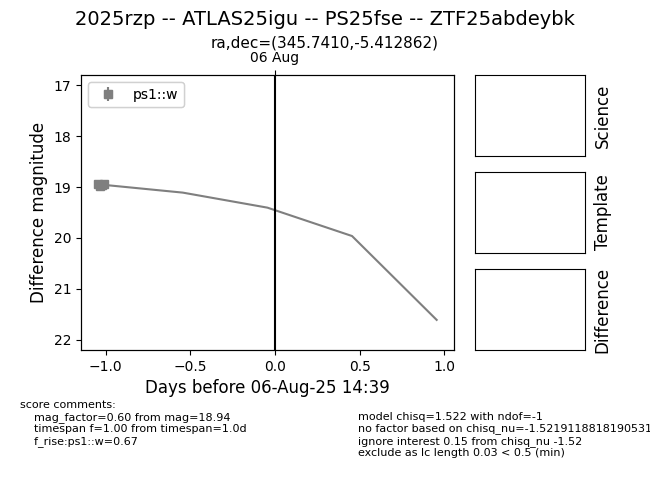 2025rzp -- ATLAS25igu -- PS25fse -- ZTF25abdeybk
ra,dec=(345.7410,-5.412862)
06 Aug
ps1::w
17
18
19
20
21
22
Difference magnitude
−1.0
−0.5
0.0
0.5
1.0
Days before 06-Aug-25 14:39
Science
Template
Difference
score comments:
mag_factor=0.60 from mag=18.94
timespan f=1.00 from timespan=1.0d
f_rise:ps1::w=0.67
model chisq=1.522 with ndof=-1
no factor based on chisq_nu=-1.5219118818190531
ignore interest 0.15 from chisq_nu -1.52
exclude as lc length 0.03 < 0.5 (min)